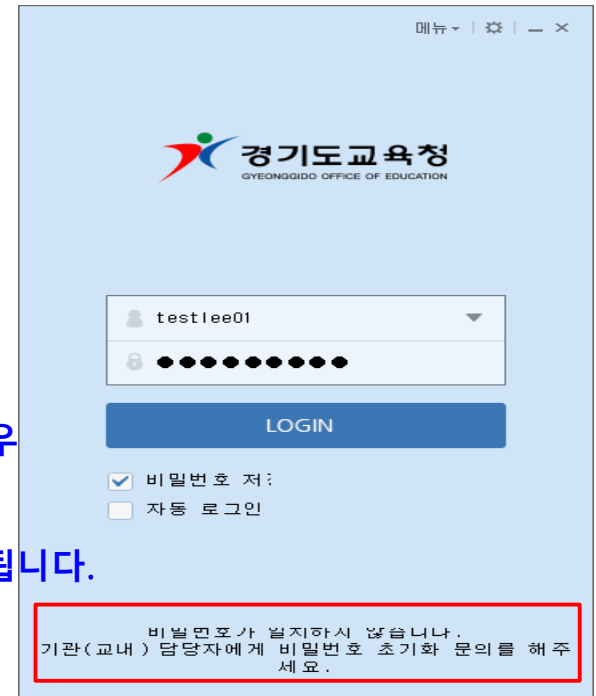 메뉴
경기도교육청
GYEONGGIDO OFFICE OF EDUCATION
testlee01
LOGIN
우
비밀번호 저
자동 로그인
됩니다.
비밀번호가 일치하지 않습니다.
기관(교내)담당자에게 비밀번호 초기화 문의를 해주
세요.